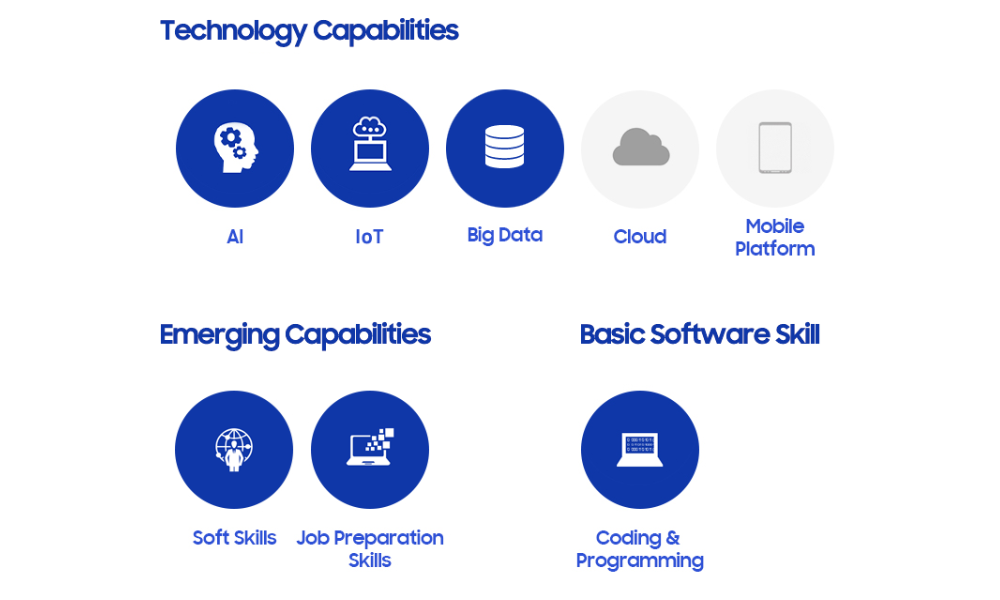 Technology Capabilities
AI
IoT
Big Data
Cloud
Mobile
Platform
Emerging Capabilities
Soft Skills
Job Preparation
Skills
Basic Software Skill
Coding &
Programming